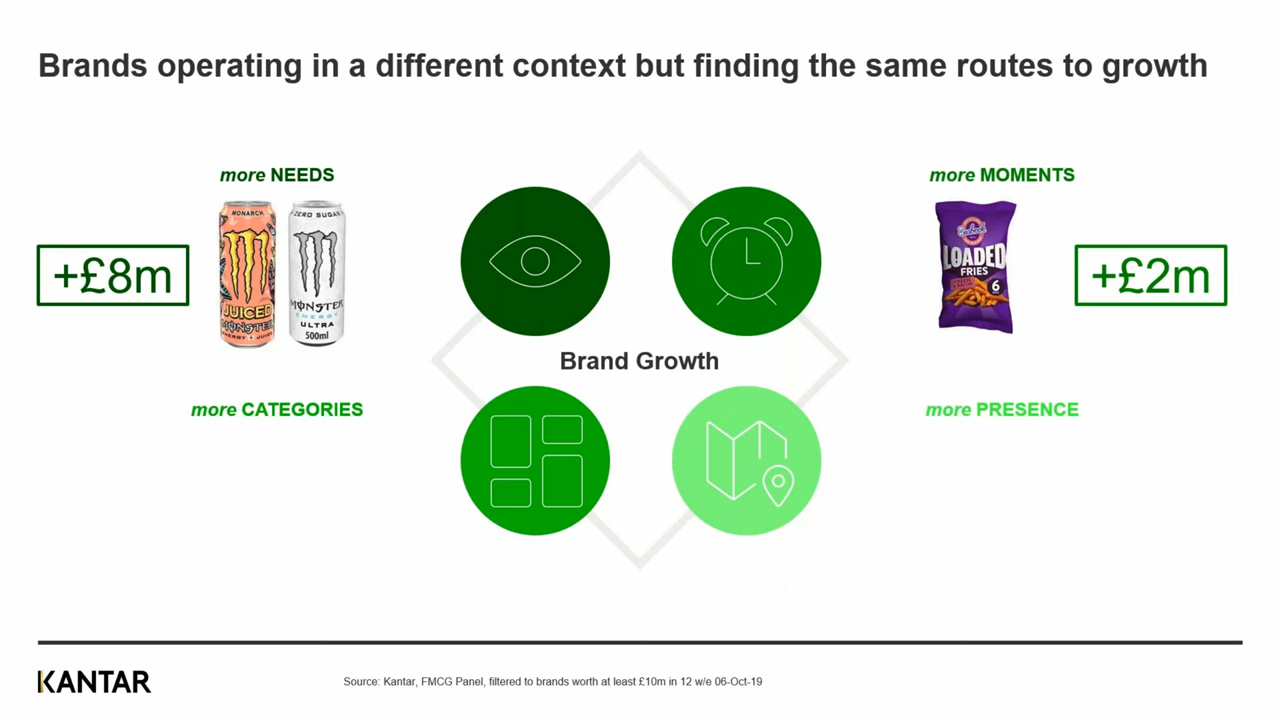 Brands operating in a different context but finding the same routes to growth
more NEEDS
more MOMENTS
+£8m
MONARCH
JUICED
MONSTER
ENERGY + JUICE
ZERO SUGAR
MONSTER
ENERGY
ULTRA
500ml
LOADED
FRIES
6
+£2m
Brand Growth
more CATEGORIES
more PRESENCE
KANTAR
Source: Kantar, FMCG Panel, filtered to brands worth at least £10m in 12 w/e 06-Oct-19